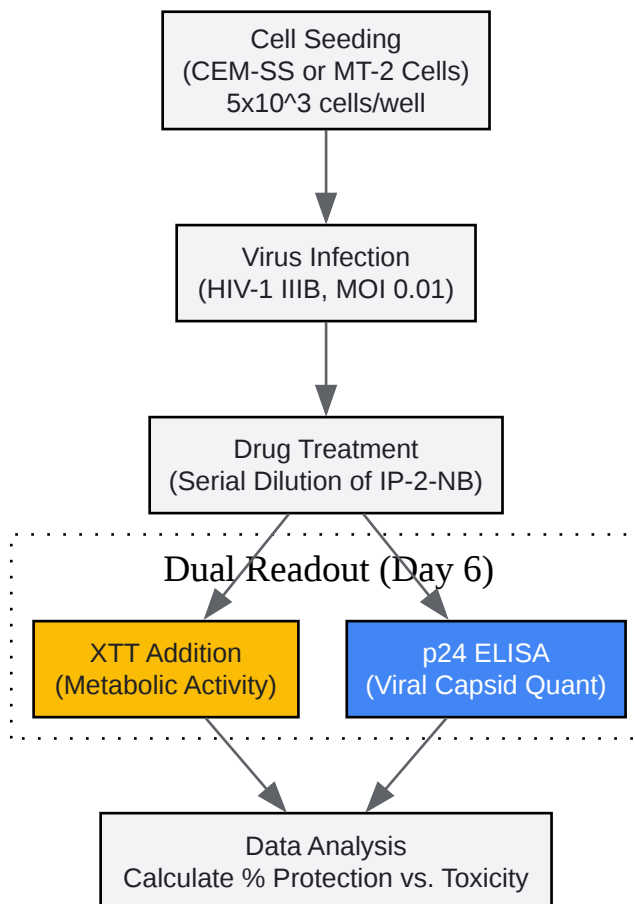 Cell Seeding
(CEM-SS or MT-2 Cells)
5x10^3 cells/well
Virus Infection
(HIV-1 IIIB, MOI 0.01)
Drug Treatment
(Serial Dilution of IP-2-NB)
Dual Readout (Day 6)
XTT Addition
(Metabolic Activity)
p24 ELISA
(Viral Capsid Quant)
Data Analysis
Calculate % Protection vs. Toxicity